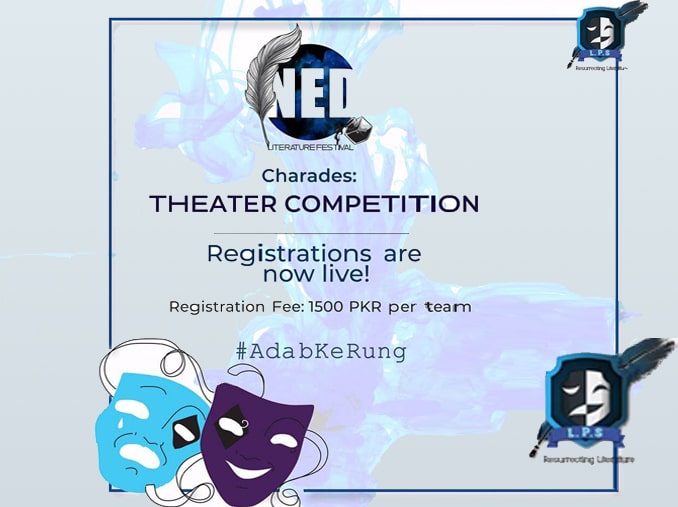 L.P.S
Resurrecting Literature
NED
LITERATURE FESTIVAL
Charades:
THEATER COMPETITION
Registrations are
now live!
Registration Fee: 1500 PKR per team
#AdabKeRung
L.P.S
Resurrecting Literature